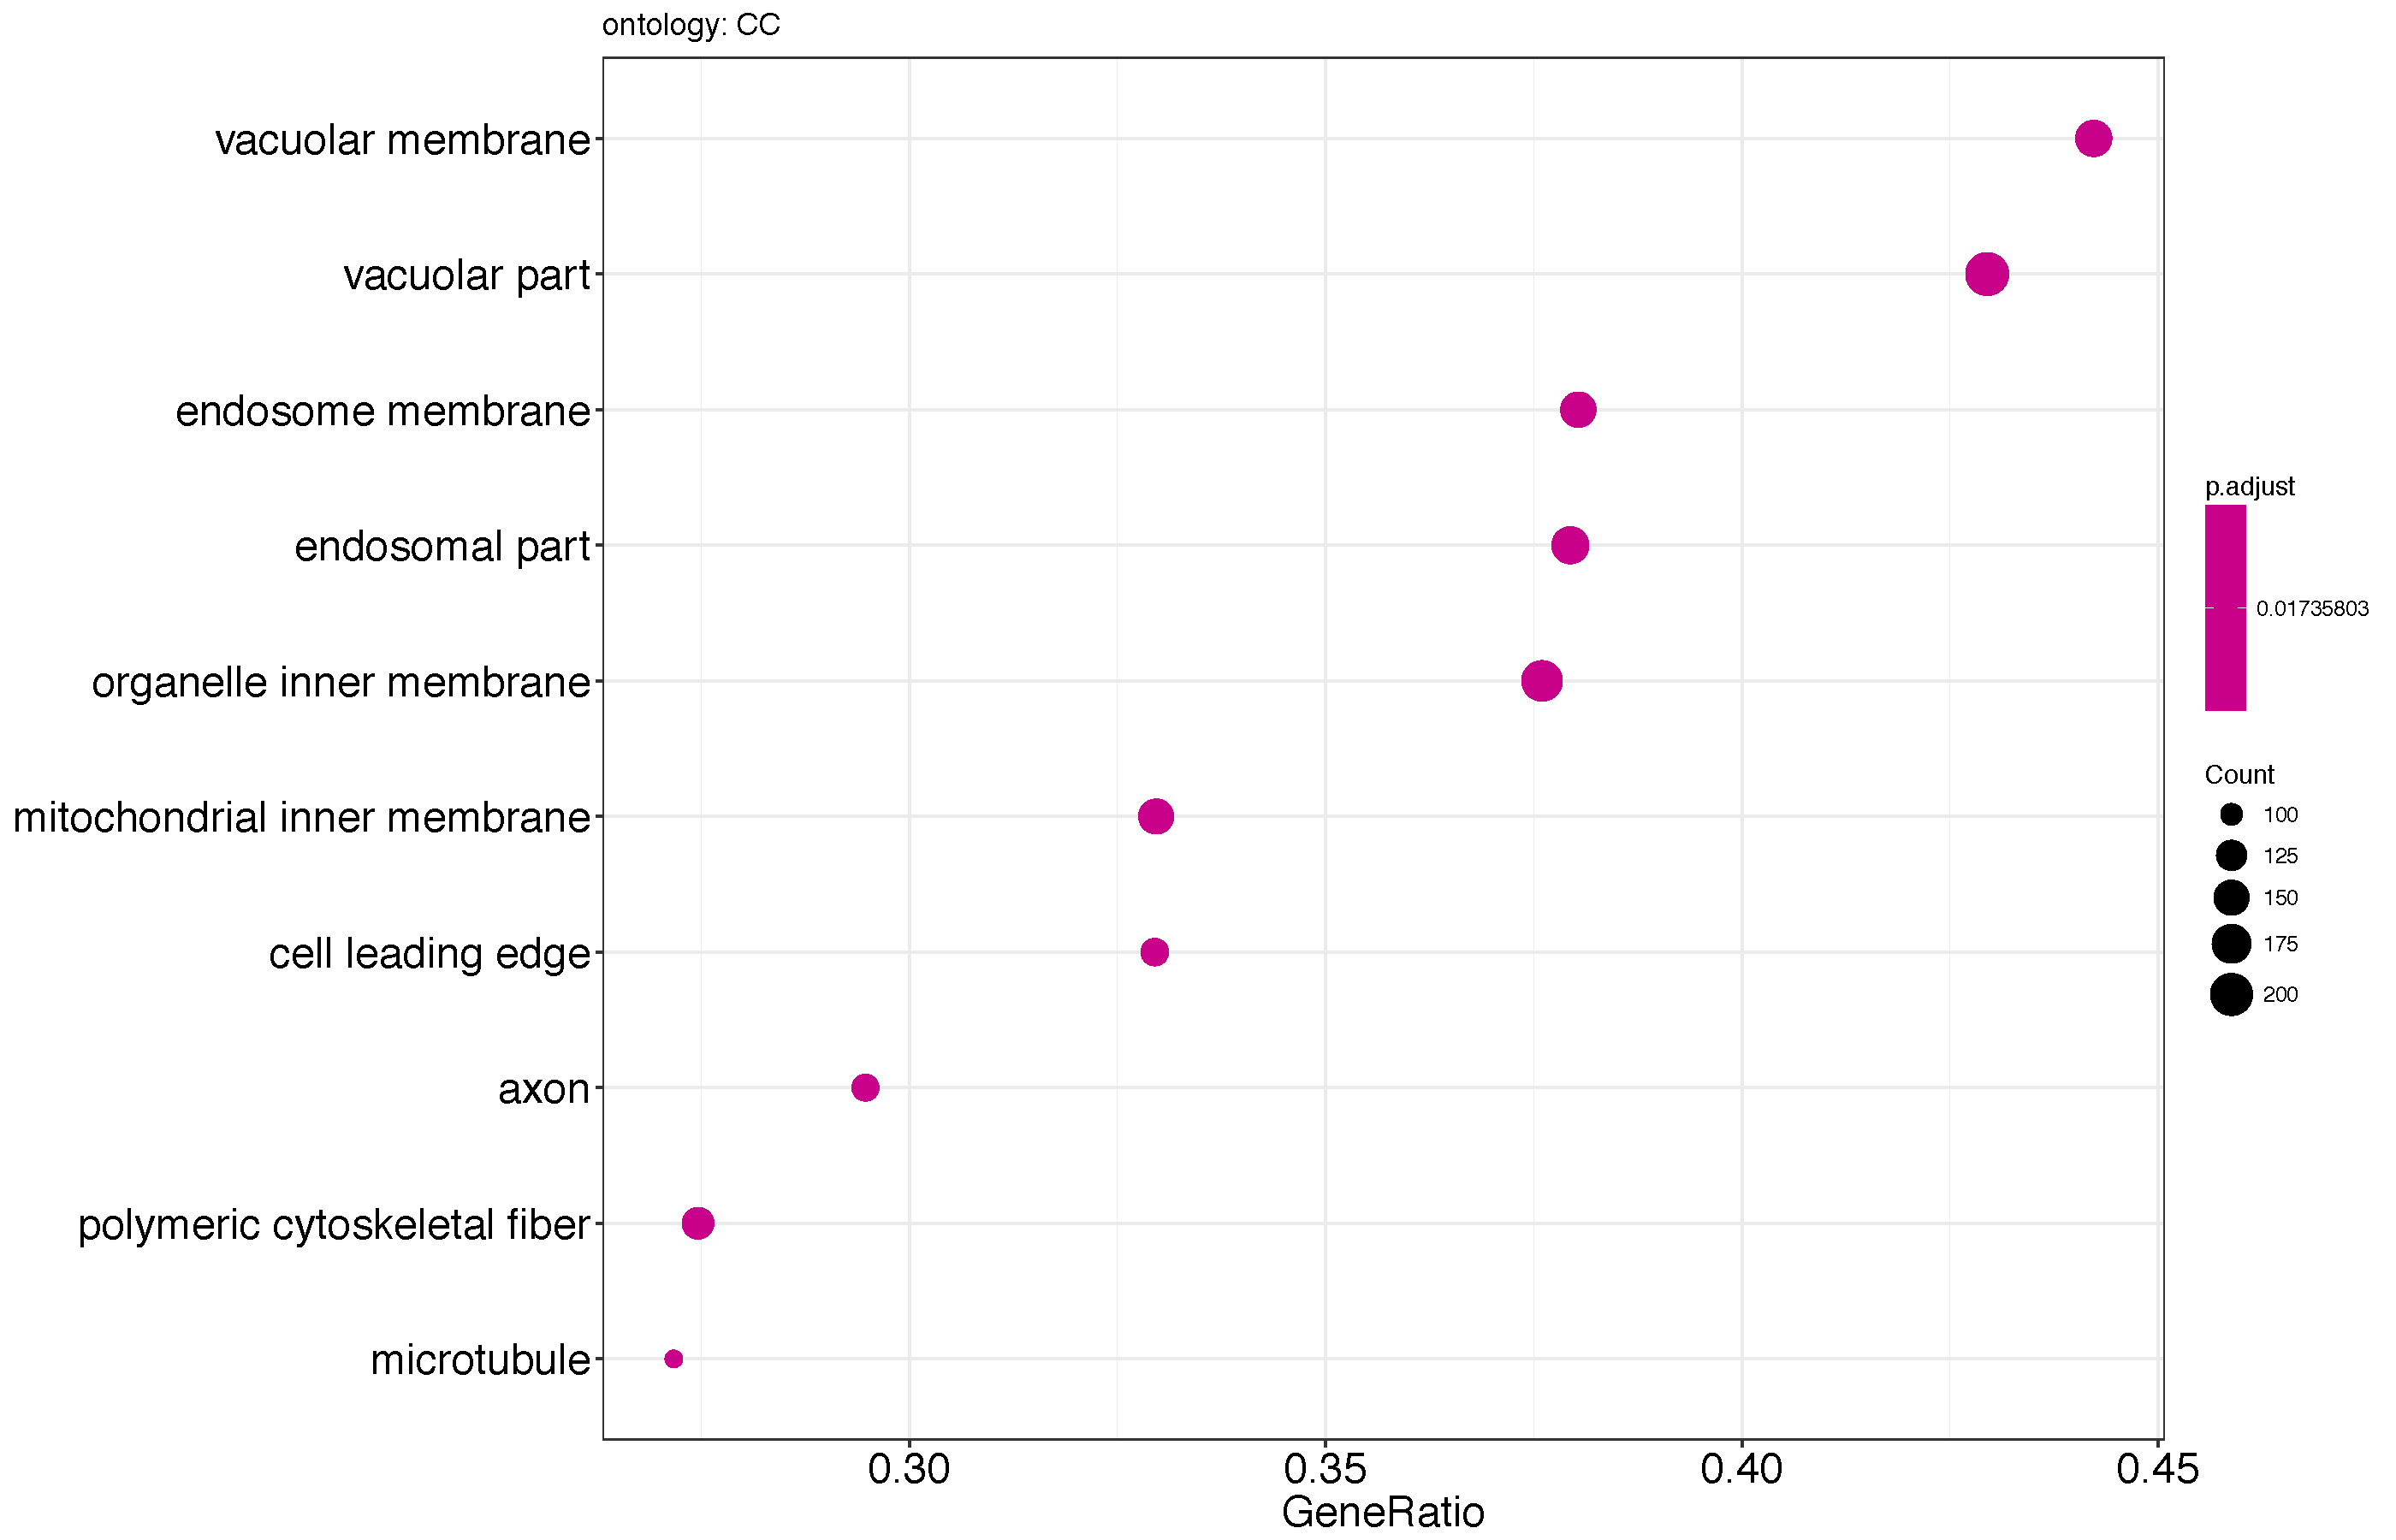 ontology: CC
vacuolar membrane
vacuolar part
endosome membrane
endosomal part
organelle inner membrane
mitochondrial inner membrane
cell leading edge
axon
polymeric cytoskeletal fiber
microtubule
0.30 0.35 0.40 0.45
GeneRatio
p.adjust
0.01735803
Count
100
125
150
175
200